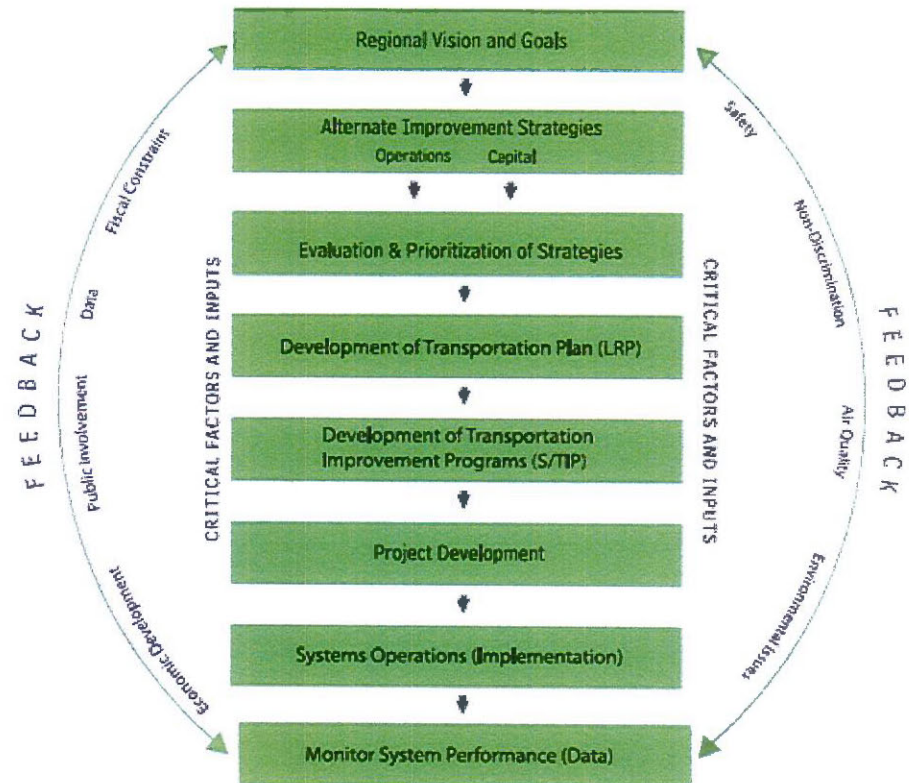 Regional Vision and Goals
Alternate Improvement Strategies
Operations Capital
Evaluation & Prioritization of Strategies
Development of Transportation Plan (LRP)
Development of Transportation
Improvement Programs (S/TIP)
Project Development
Systems Operations (Implementation)
Monitor System Performance (Data)
FEEDBACK
Fiscal Constrains
Data
Public Involvement
Economic Development
CRITICAL FACTORS AND INPUTS
CRITICAL FACTORS AND INPUTS
Safety
Non-Discrimination
Air Quality
Environmental Issues
FEEDBACK